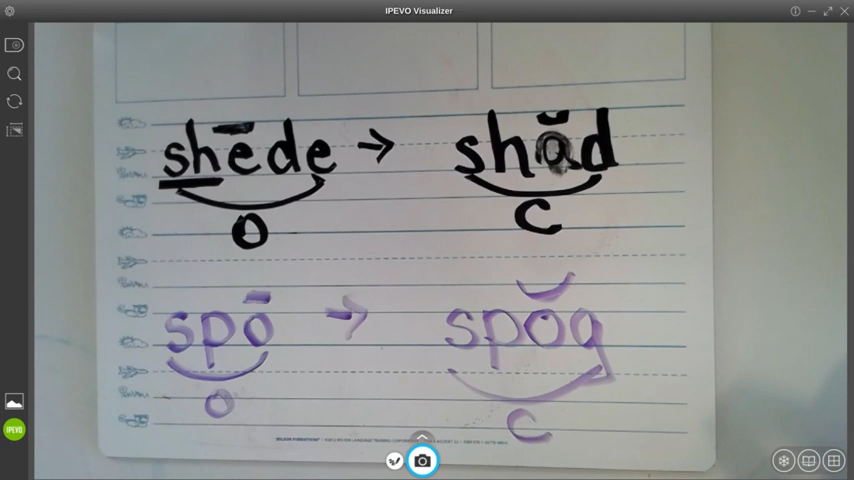 IPEVO Visualizer
shēde → shăd
O C
spō → spŏg
O C
IPEVO